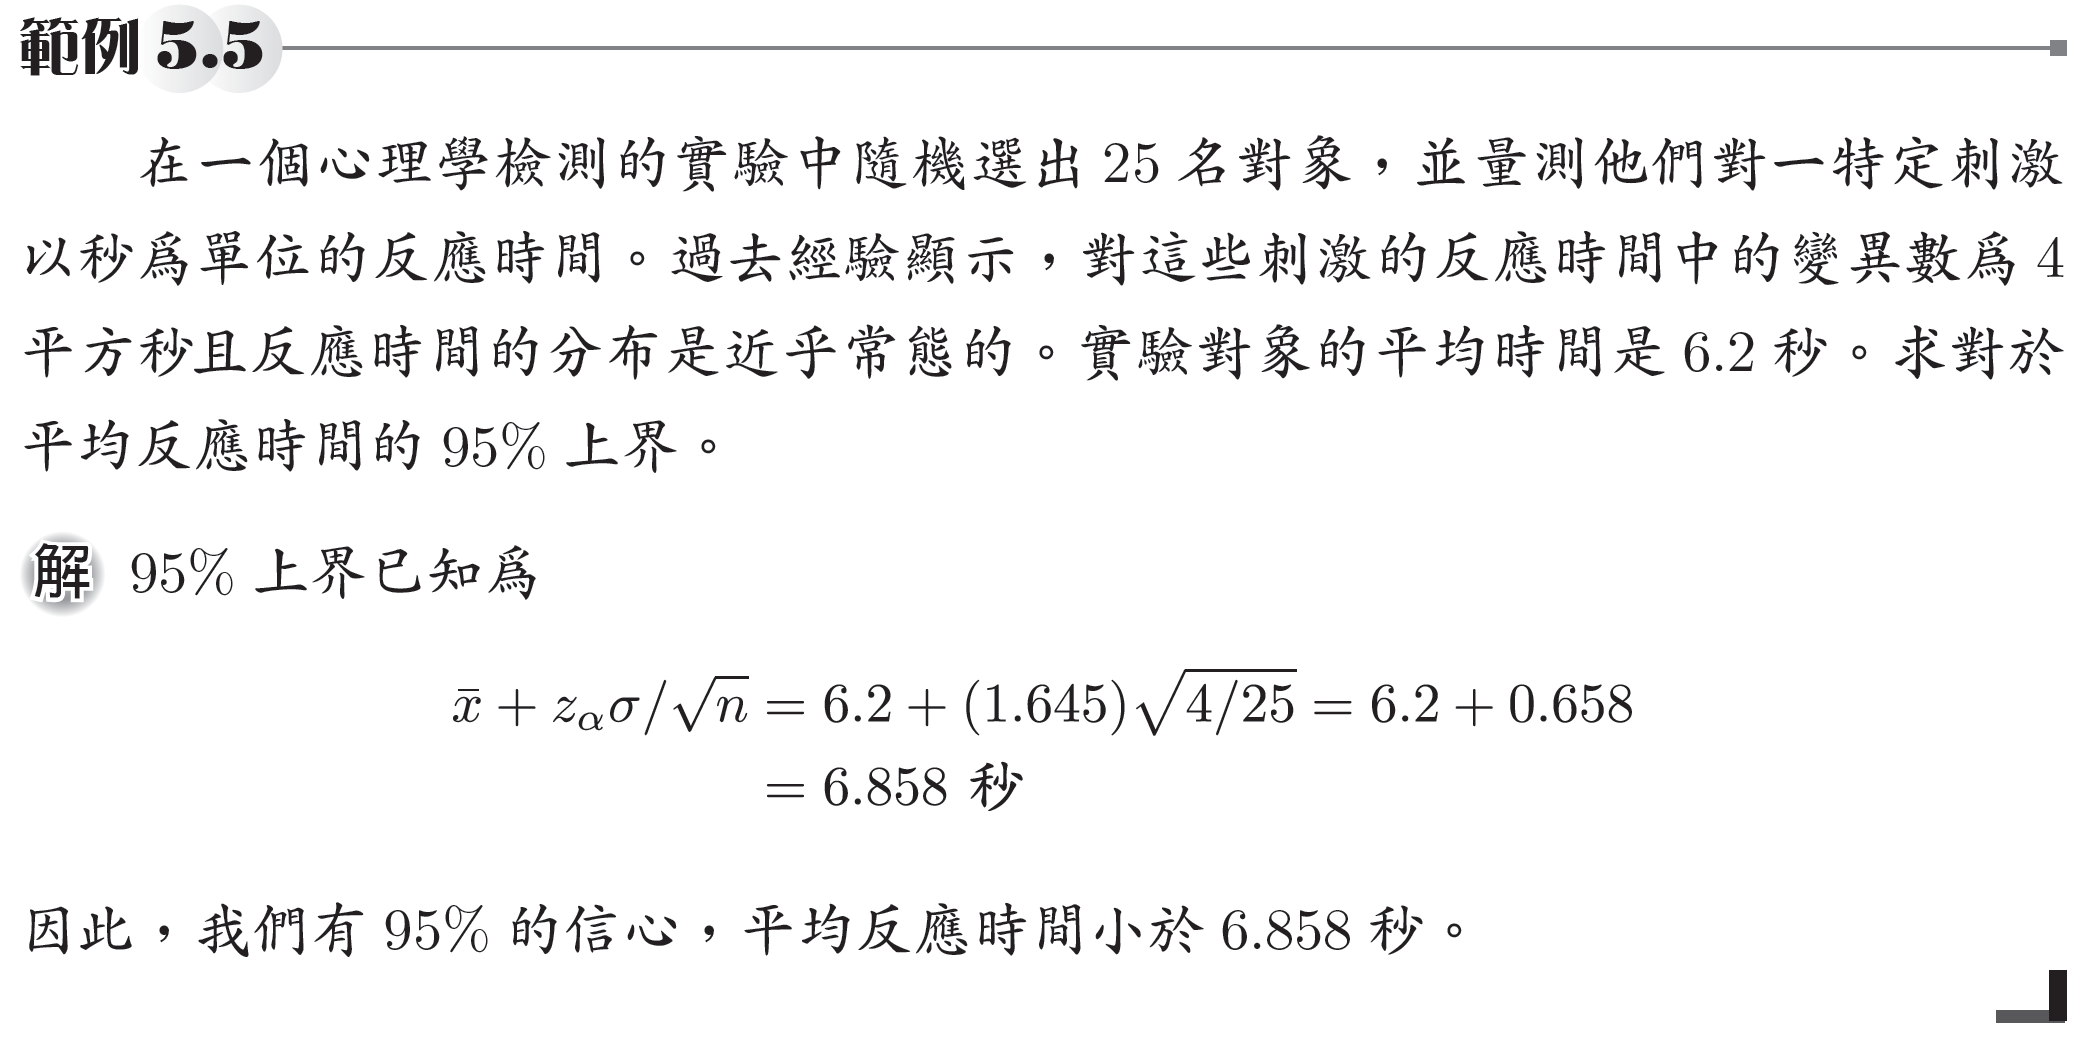 範例 5.5
在一個心理學檢測的實驗中隨機選出 25 名對象，並量測他們對一特定刺激
以秒爲單位的反應時間。過去經驗顯示，對這些刺激的反應時間中的變異數爲 4
平方秒且反應時間的分布是近乎常態的。實驗對象的平均時間是 6.2 秒。求對於
平均反應時間的 95% 上界。
解 95% 上界已知爲
x̄ + z_α σ/√n = 6.2 + (1.645)√(4/25) = 6.2 + 0.658
= 6.858 秒
因此，我們有 95% 的信心，平均反應時間小於 6.858 秒。